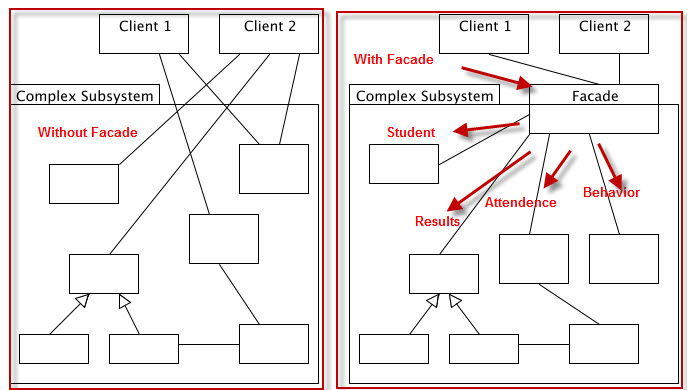 Client 1
Client 2
Complex Subsystem
Without Facade
Client 1
Client 2
With Facade
Complex Subsystem
Facade
Student
Behavior
Attendence
Results